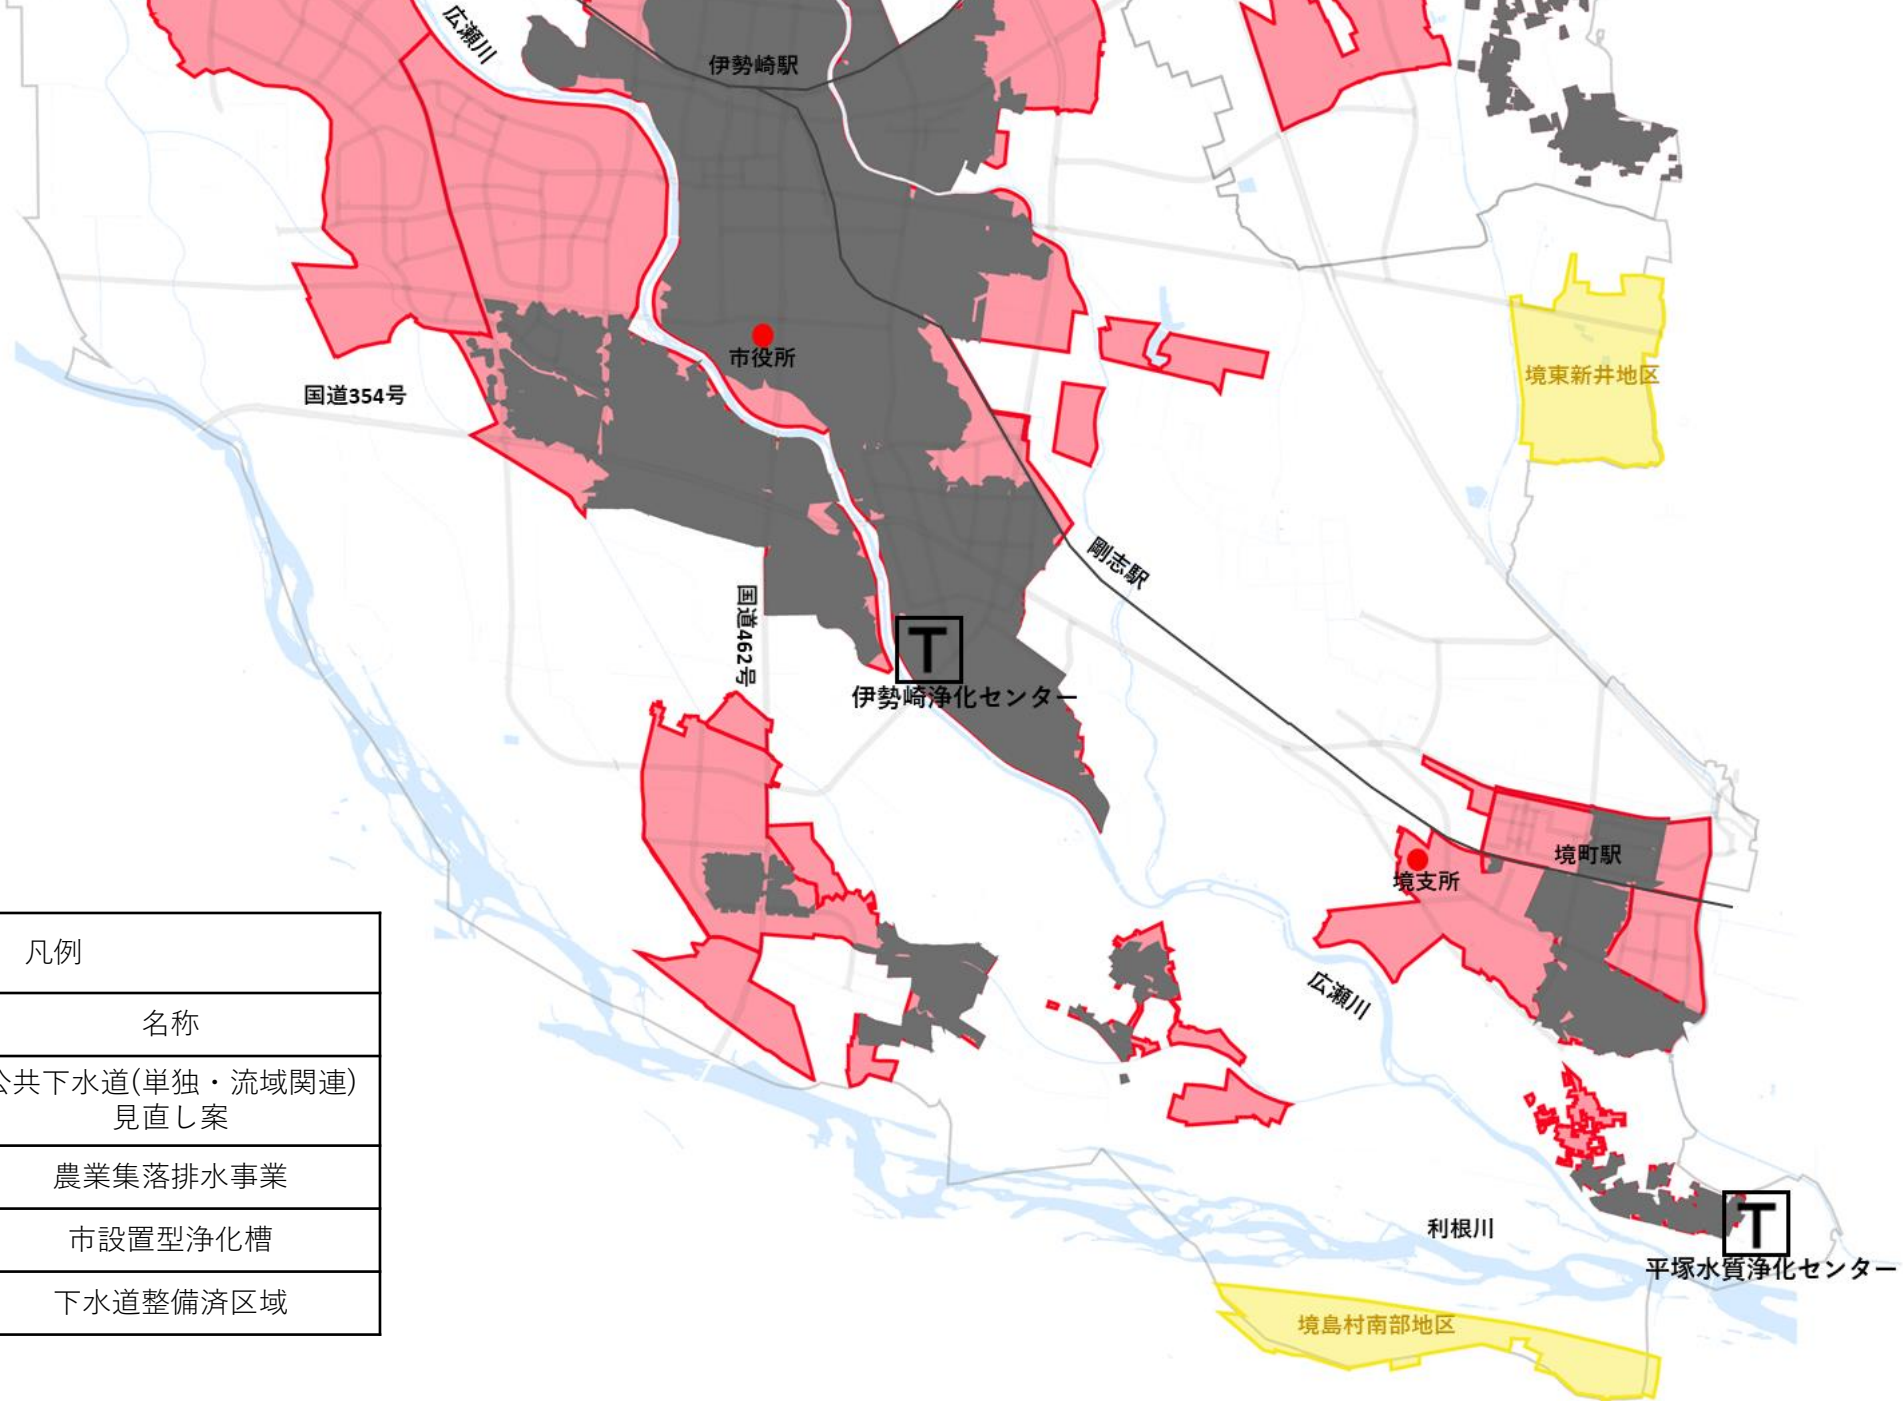 広瀬川
伊勢崎駅
市役所
境東新井地区
国道354号
剛志駅
国道462号
T
伊勢崎浄化センター
境町駅
境支所
凡例
広瀬川
名称
公共下水道(単独・流域関連)
見直し案
農業集落排水事業
市設置型浄化槽
利根川
T
平塚水質浄化センター
下水道整備済区域
境島村南部地区